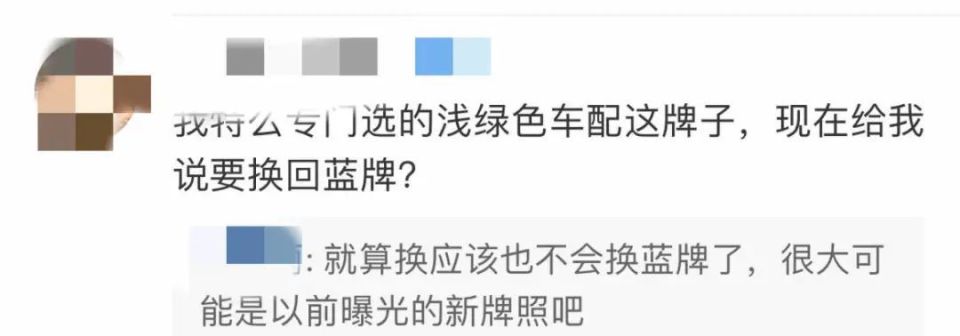 我特么专门选的浅绿色车配这牌子，现在给我
说要换回蓝牌？
: 就算换应该也不会换蓝牌了，很大可
能是以前曝光的新牌照吧